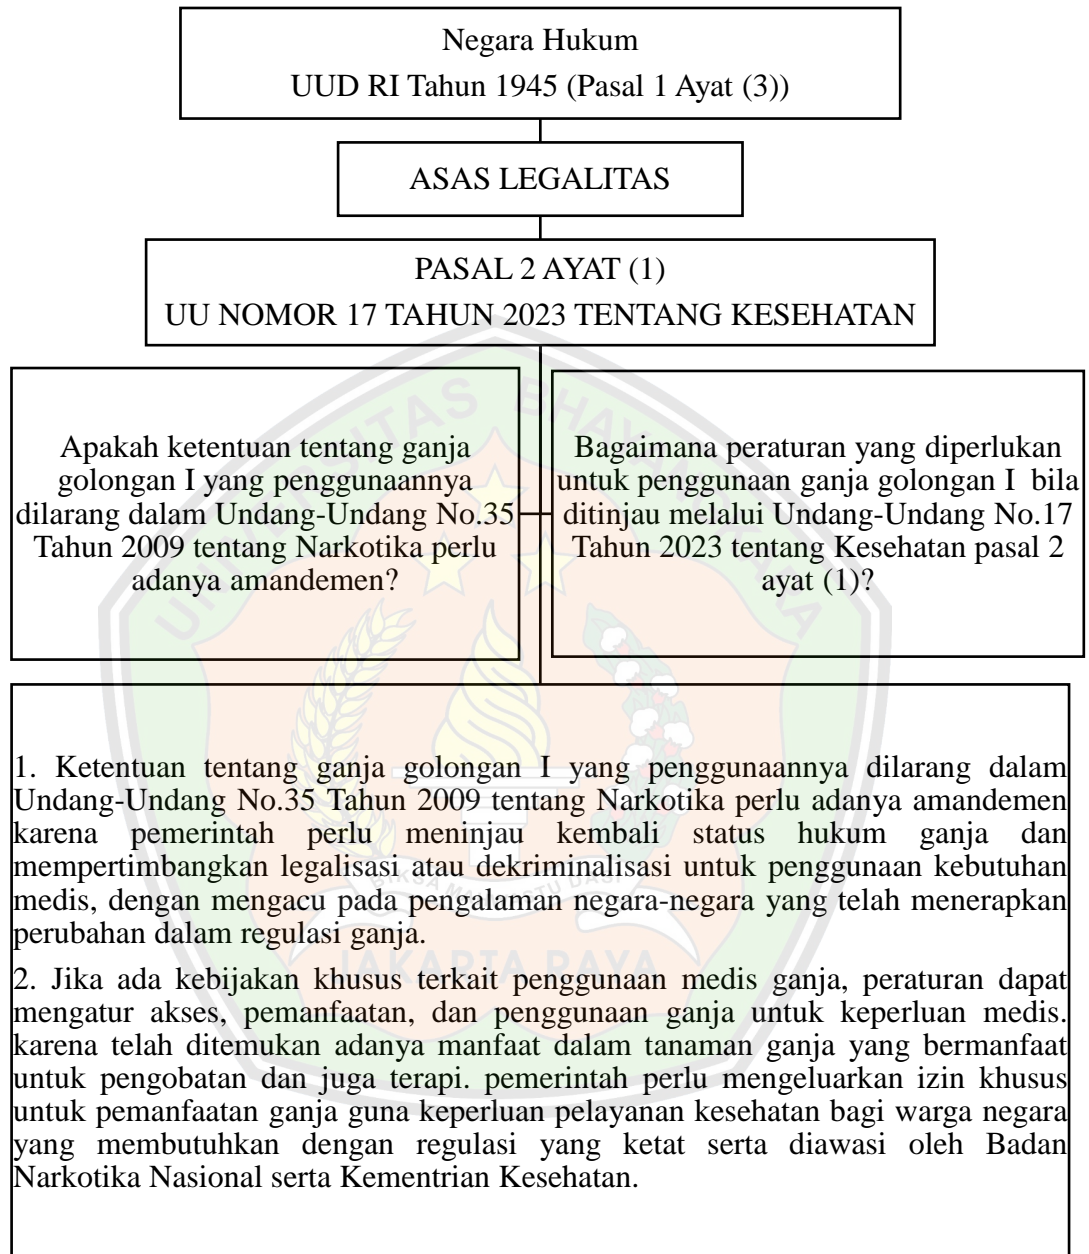 Negara Hukum
UUD RI Tahun 1945 (Pasal 1 Ayat (3))
ASAS LEGALITAS
PASAL 2 AYAT (1)
UU NOMOR 17 TAHUN 2023 TENTANG KESEHATAN
Apakah ketentuan tentang ganja
golongan I yang penggunaannya
dilarang dalam Undang-Undang No.35
Tahun 2009 tentang Narkotika perlu
adanya amandemen?
Bagaimana peraturan yang diperlukan
untuk penggunaan ganja golongan I bila
ditinjau melalui Undang-Undang No.17
Tahun 2023 tentang Kesehatan pasal 2
ayat (1)?
1. Ketentuan tentang ganja golongan I yang penggunaannya dilarang dalam
Undang-Undang No.35 Tahun 2009 tentang Narkotika perlu adanya amandemen
karena pemerintah perlu meninjau kembali status hukum ganja dan
mempertimbangkan legalisasi atau dekriminalisasi untuk penggunaan kebutuhan
medis, dengan mengacu pada pengalaman negara-negara yang telah menerapkan
perubahan dalam regulasi ganja.
2. Jika ada kebijakan khusus terkait penggunaan medis ganja, peraturan dapat
mengatur akses, pemanfaatan, dan penggunaan ganja untuk keperluan medis.
karena telah ditemukan adanya manfaat dalam tanaman ganja yang bermanfaat
untuk pengobatan dan juga terapi. pemerintah perlu mengeluarkan izin khusus
untuk pemanfaatan ganja guna keperluan pelayanan kesehatan bagi warga negara
yang membutuhkan dengan regulasi yang ketat serta diawasi oleh Badan
Narkotika Nasional serta Kementrian Kesehatan.
UNIVERSITAS BHAYANGKARA
JAKARTA RAYA